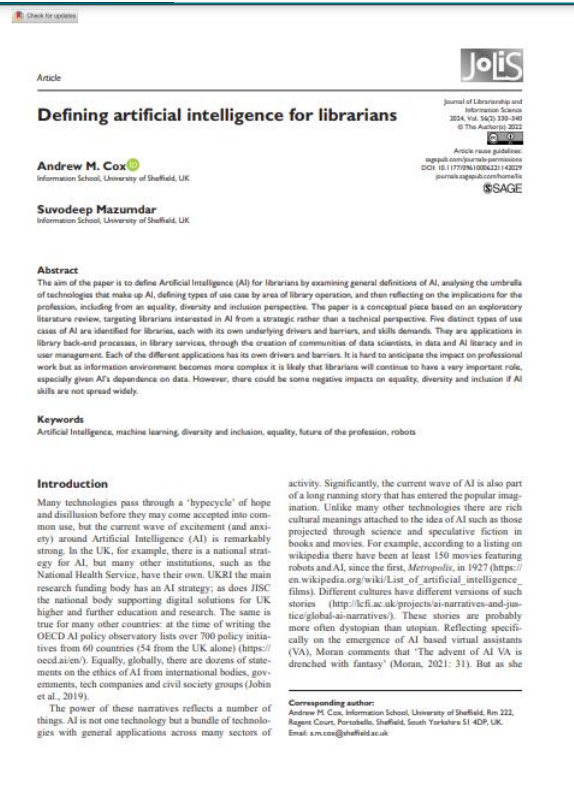 Check for updates
Article
JOLIS
Defining artificial intelligence for librarians
Journal of Librarianship and
Information Science
2024, Vol. 56(2) 330–340
© The Author(s) 2022
Article reuse guidelines:
sagepub.com/journals-permissions
DOI: 10.1177/09610006221142029
journals.sagepub.com/home/lis
SAGE
Andrew M. Cox
Information School, University of Sheffield, UK
Suvodeep Mazumdar
Information School, University of Sheffield, UK
Abstract
The aim of the paper is to define Artificial Intelligence (AI) for librarians by examining general definitions of AI, analysing the umbrella
of technologies that make up AI, defining types of use case by area of library operation, and then reflecting on the implications for the
profession, including from an equality, diversity and inclusion perspective. The paper is a conceptual piece based on an exploratory
literature review, targeting librarians interested in AI from a strategic rather than a technical perspective. Five distinct types of use
cases of AI are identified for libraries, each with its own underlying drivers and barriers, and skills demands. They are applications in
library back-end processes, in library services, through the creation of communities of data scientists, in data and AI literacy and in
user management. Each of the different applications has its own drivers and barriers. It is hard to anticipate the impact on professional
work but as information environment becomes more complex it is likely that librarians will continue to have a very important role,
especially given AI's dependence on data. However, there could be some negative impacts on equality, diversity and inclusion if AI
skills are not spread widely.
Keywords
Artificial Intelligence, machine learning, diversity and inclusion, equality, future of the profession, robots
Introduction
Many technologies pass through a 'hypecycle' of hope
and disillusion before they may come accepted into com-
mon use, but the current wave of excitement (and anxi-
ety) around Artificial Intelligence (AI) is remarkably
strong. In the UK, for example, there is a national strat-
egy for AI, but many other institutions, such as the
National Health Service, have their own. UKRI the main
research funding body has an AI strategy; as does JISC
the national body supporting digital solutions for UK
higher and further education and research. The same is
true for many other countries: at the time of writing the
OECD AI policy observatory lists over 700 policy initia-
tives from 60 countries (54 from the UK alone) (https://
oecd.ai/en/). Equally, globally, there are dozens of state-
ments on the ethics of AI from international bodies, gov-
ernments, tech companies and civil society groups (Jobin
et al., 2019).
The power of these narratives reflects a number of
things. AI is not one technology but a bundle of technolo-
gies with general applications across many sectors of
activity. Significantly, the current wave of AI is also part
of a long running story that has entered the popular imag-
ination. Unlike many other technologies there are rich
cultural meanings attached to the idea of AI such as those
projected through science and speculative fiction in
books and movies. For example, according to a listing on
wikipedia there have been at least 150 movies featuring
robots and AI, since the first, Metropolis, in 1927 (https://
en.wikipedia.org/wiki/List_of_artificial_intelligence_
films). Different cultures have different versions of such
stories (http://lcfi.ac.uk/projects/ai-narratives-and-jus-
tice/global-ai-narratives/). These stories are probably
more often dystopian than utopian. Reflecting specifi-
cally on the emergence of AI based virtual assistants
(VA), Moran comments that 'The advent of AI VA is
drenched with fantasy' (Moran, 2021: 31). But as she
Corresponding author:
Andrew M. Cox, Information School, University of Sheffield, Rm 222,
Regent Court, Portobello, Sheffield, South Yorkshire S1 4DP, UK.
Email: a.m.cox@sheffield.ac.uk